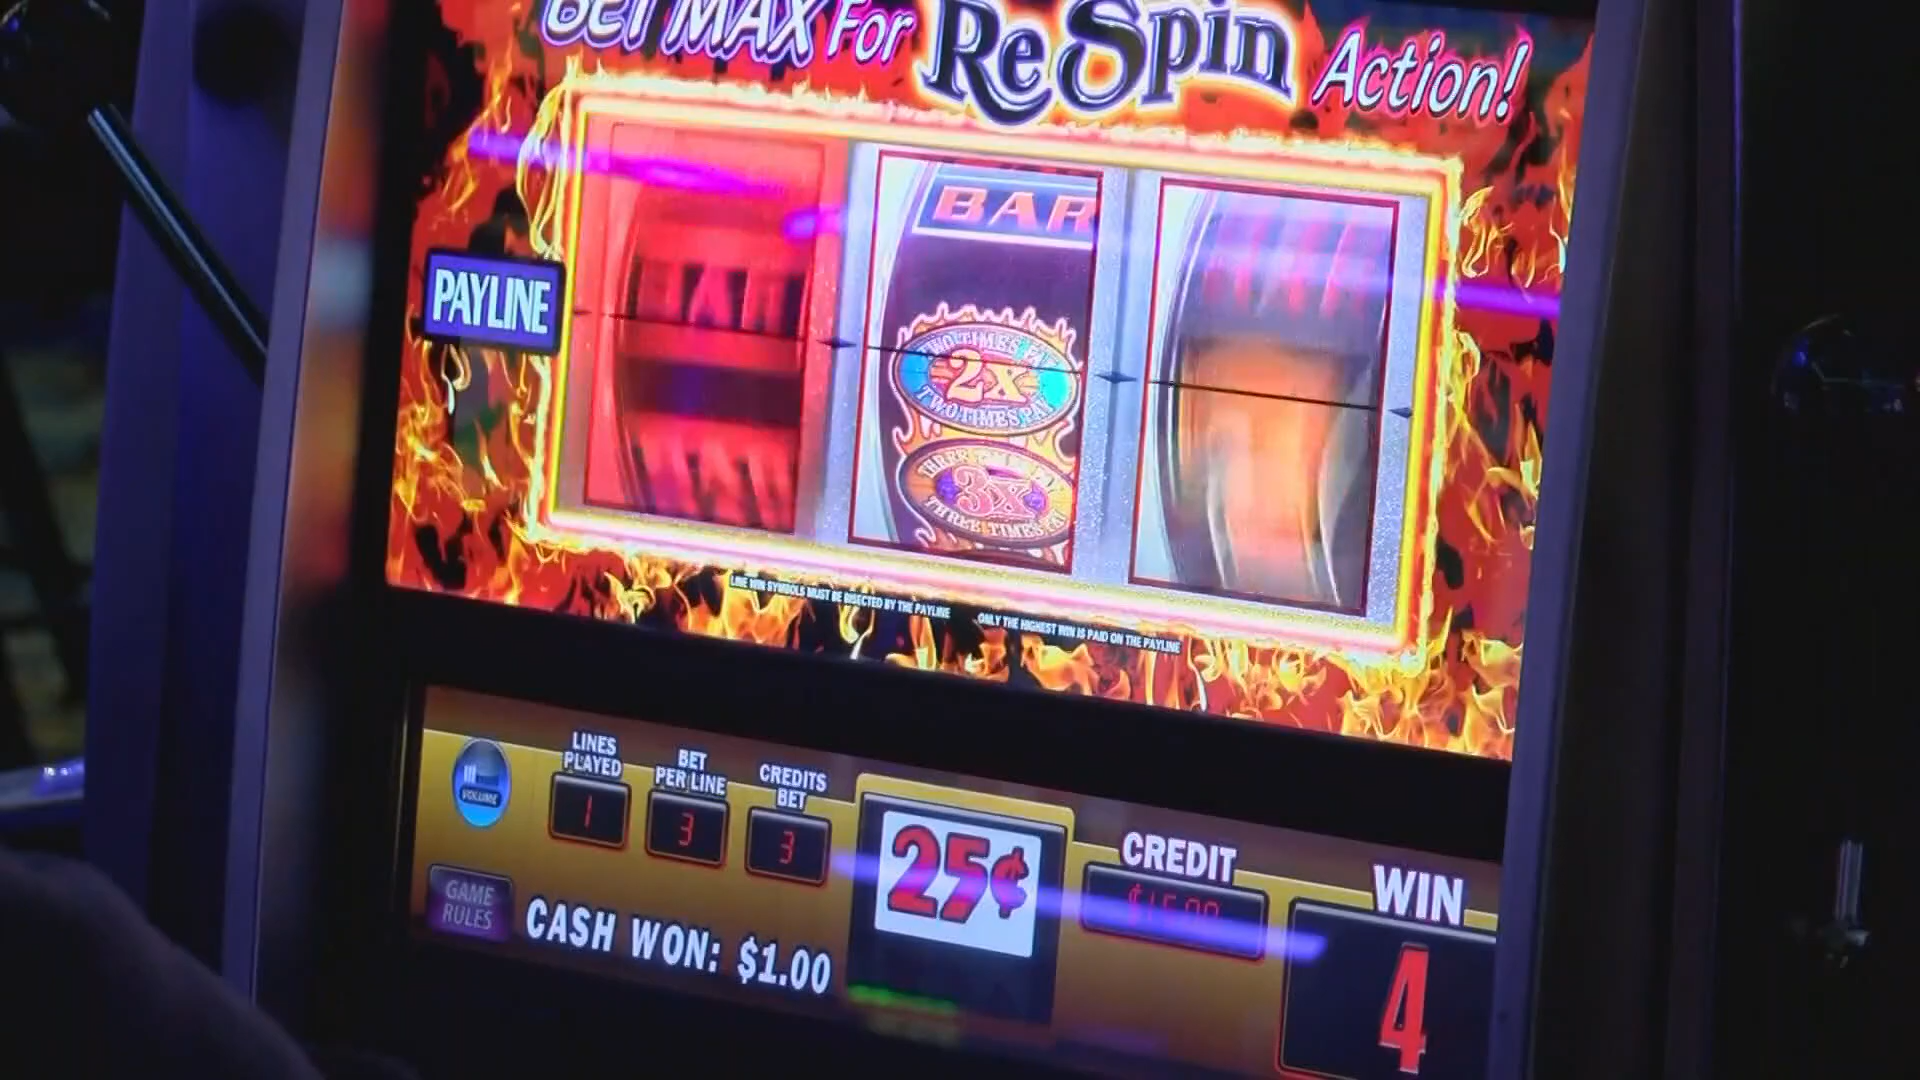 BET MAX For ReSpin Action!
BAR
PAYLINE
TWO TIMES PAY
2x
TWO TIMES PAY
3x
THREE TIMES PAY
LINE WIN SYMBOLS MUST BE BISECTED BY THE PAYLINE ONLY THE HIGHEST WIN IS PAID ON THE PAYLINE
VOLUME
LINES PLAYED
1
BET PER LINE
3
CREDITS BET
3
25¢
CREDIT
WIN
4
GAME RULES
CASH WON: $1.00